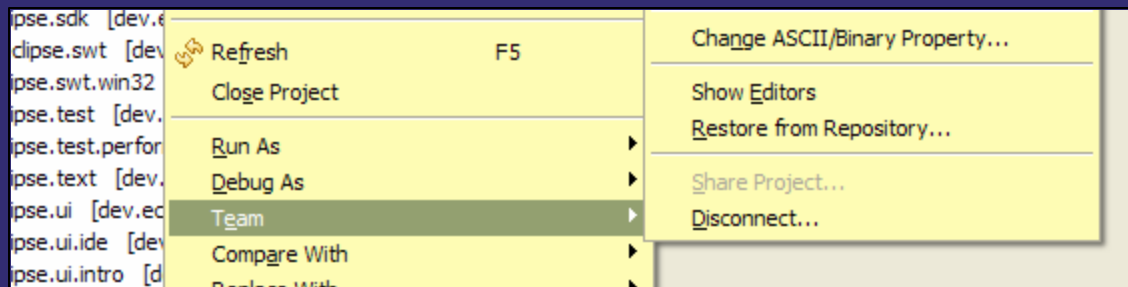 ipse.sdk [dev.e
clipse.swt [dev
ipse.swt.win32
ipse.test [dev.
ipse.test.perfor
ipse.text [dev.
ipse.ui [dev.ec
ipse.ui.ide [dev
ipse.ui.intro [d
Refresh F5
Close Project
Run As
Debug As
Team
Compare With
Replace With
Change ASCII/Binary Property...
Show Editors
Restore from Repository...
Share Project...
Disconnect...